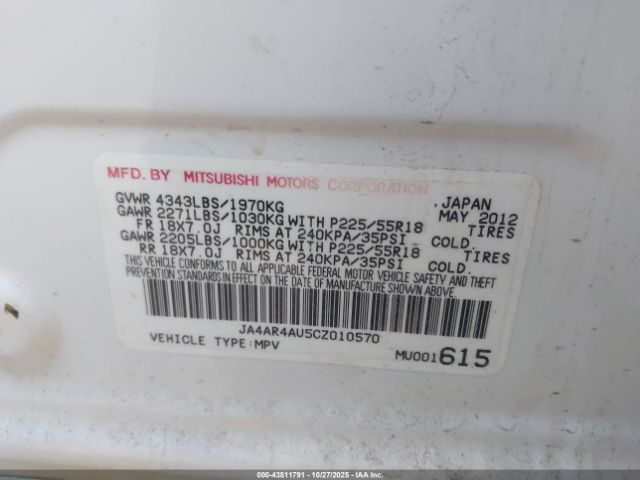 MFD. BY MITSUBISHI MOTORS CORPORATION
GVWR 4343LBS/1970KG JAPAN MAY 2012
GAWR 2271LBS/1030KG WITH P225/55R18 TIRES
FR 18X7.0J RIMS AT 240KPA/35PSI COLD.
GAWR 2205LBS/1000KG WITH P225/55R18 TIRES
RR 18X7.0J RIMS AT 240KPA/35PSI COLD.
THIS VEHICLE CONFORMS TO ALL APPLICABLE FEDERAL MOTOR VEHICLE SAFETY AND THEFT
PREVENTION STANDARDS IN EFFECT ON THE DATE OF MANUFACTURE SHOWN ABOVE.
JA4AR4AU5CZ010570
VEHICLE TYPE:MPV MU001615
000-43511791 | 10/27/2025 | IAAI.COM